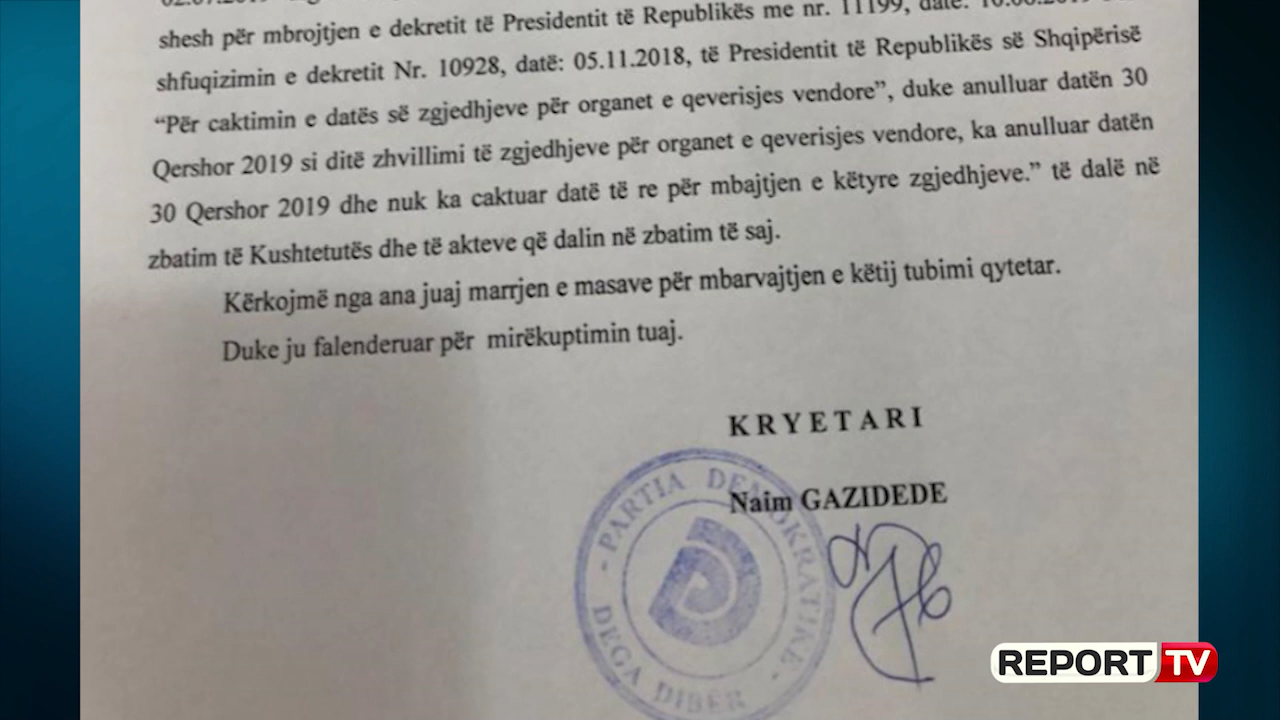 shesh për mbrojtjen e dekretit të Presidentit të Republikës me nr. 11199, datë:
shfuqizimin e dekretit Nr. 10928, datë: 05.11.2018, të Presidentit të Republikës së Shqipërisë
“Për caktimin e datës së zgjedhjeve për organet e qeverisjes vendore”, duke anulluar datën 30
Qershor 2019 si ditë zhvillimi të zgjedhjeve për organet e qeverisjes vendore, ka anulluar datën
30 Qershor 2019 dhe nuk ka caktuar datë të re për mbajtjen e këtyre zgjedhjeve.” të dalë në
zbatim të Kushtetutës dhe të akteve që dalin në zbatim të saj.
Kërkojmë nga ana juaj marrjen e masave për mbarvajtjen e këtij tubimi qytetar.
Duke ju falenderuar për mirëkuptimin tuaj.
KRYETARI
Naim GAZIDEDE
- PARTIA DEMOKRATIKE -
DEGA DIBËR
REPORT TV